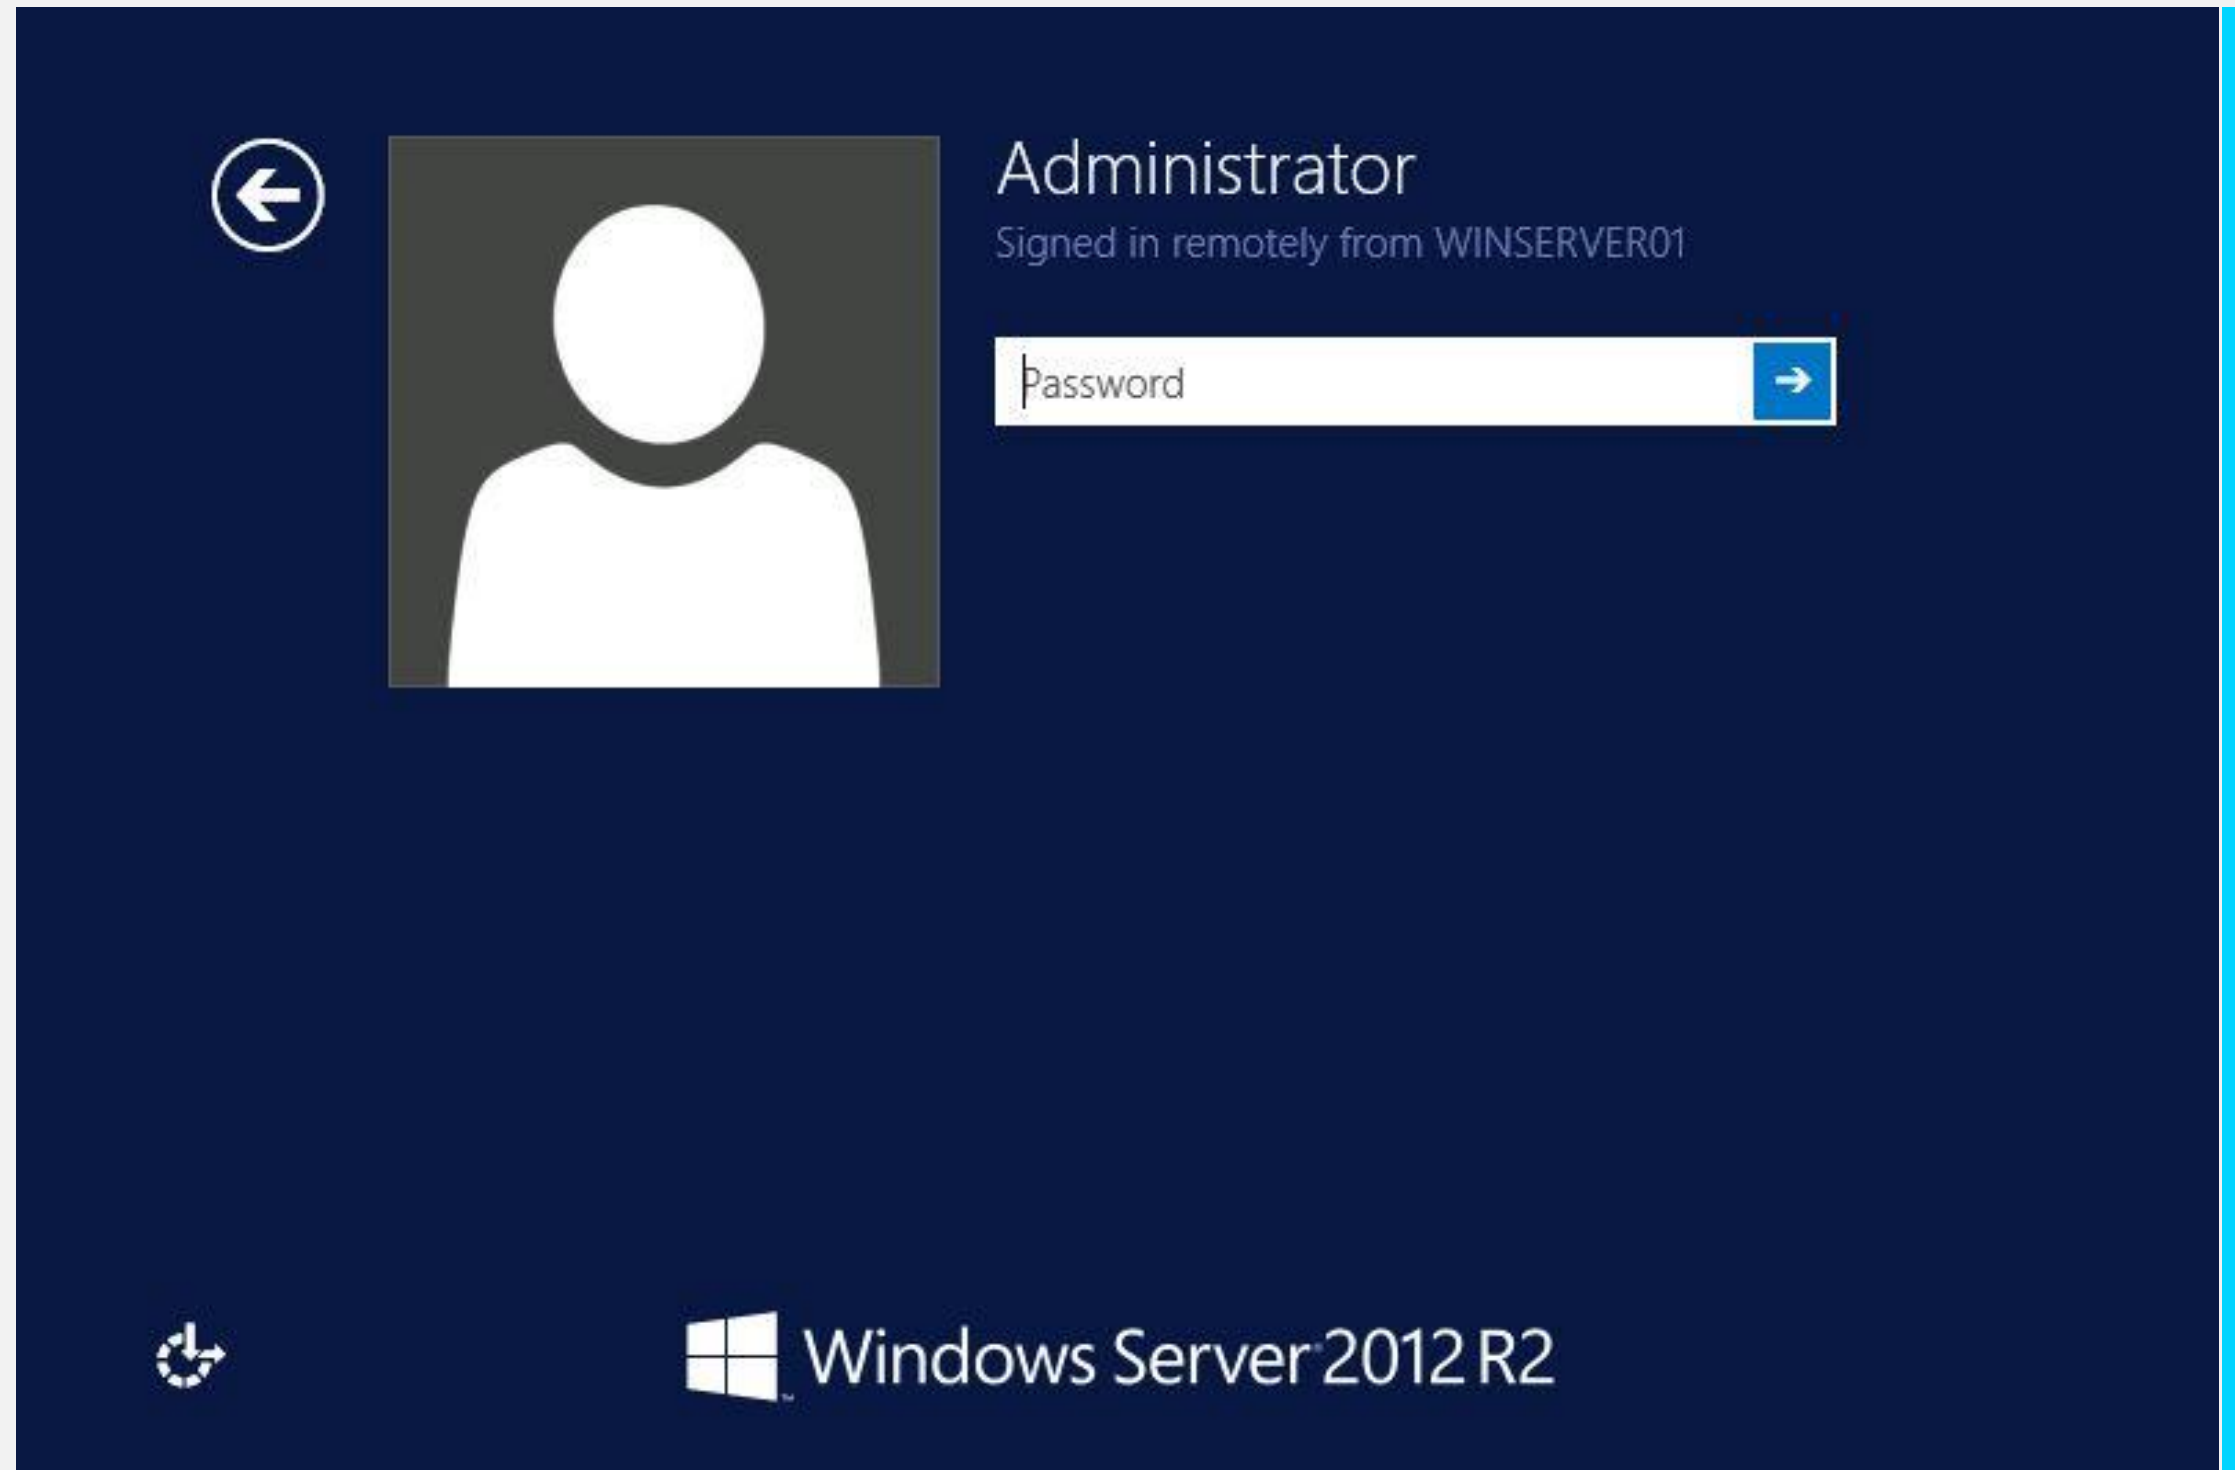 Administrator
Signed in remotely from WINSERVER01
Password
Windows Server 2012 R2